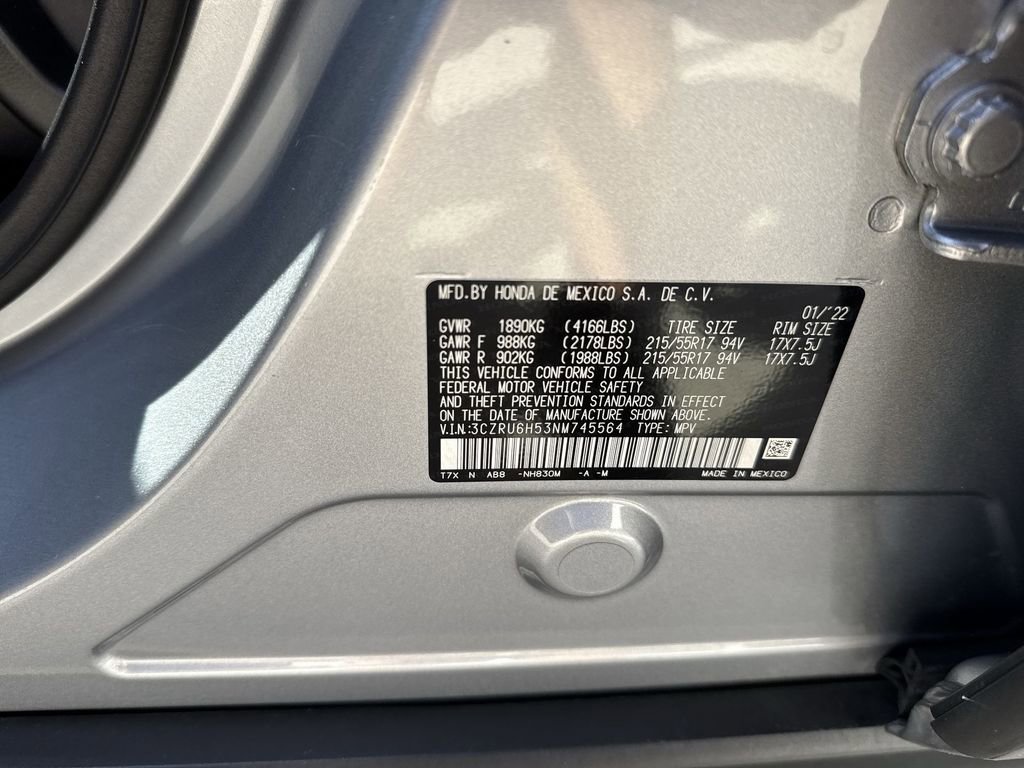 MFD.BY HONDA DE MEXICO S.A. DE C.V.
01/'22
GVWR 1890KG (4166LBS) TIRE SIZE RIM SIZE
GAWR F 988KG (2178LBS) 215/55R17 94V 17X7.5J
GAWR R 902KG (1988LBS) 215/55R17 94V 17X7.5J
THIS VEHICLE CONFORMS TO ALL APPLICABLE
FEDERAL MOTOR VEHICLE SAFETY
AND THEFT PREVENTION STANDARDS IN EFFECT
ON THE DATE OF MANUFACTURE SHOWN ABOVE.
V.I.N:3CZRU6H53NM745564 TYPE: MPV
T7X N AB8 -NH830M -A -M MADE IN MEXICO